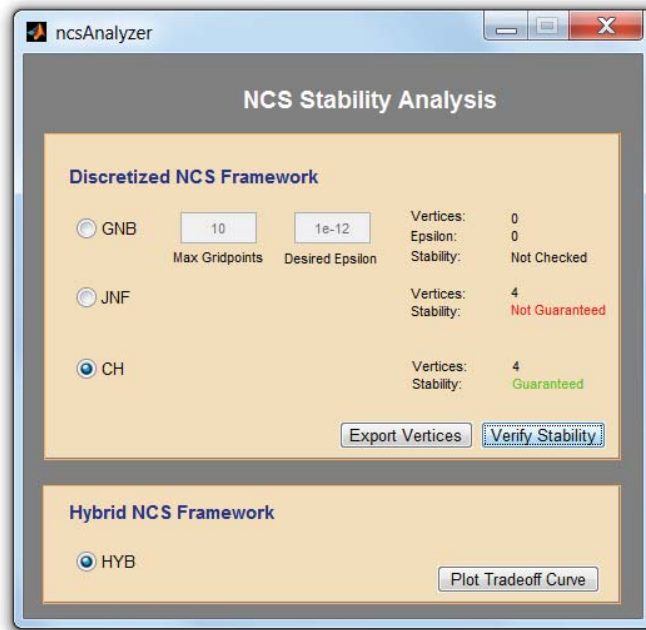 ncsAnalyzer
NCS Stability Analysis
Discretized NCS Framework
GNB
10
1e-12
Max Gridpoints
Desired Epsilon
Vertices: 0
Epsilon: 0
Stability: Not Checked
JNF
Vertices: 4
Stability: Not Guaranteed
CH
Vertices: 4
Stability: Guaranteed
Export Vertices
Verify Stability
Hybrid NCS Framework
HYB
Plot Tradeoff Curve